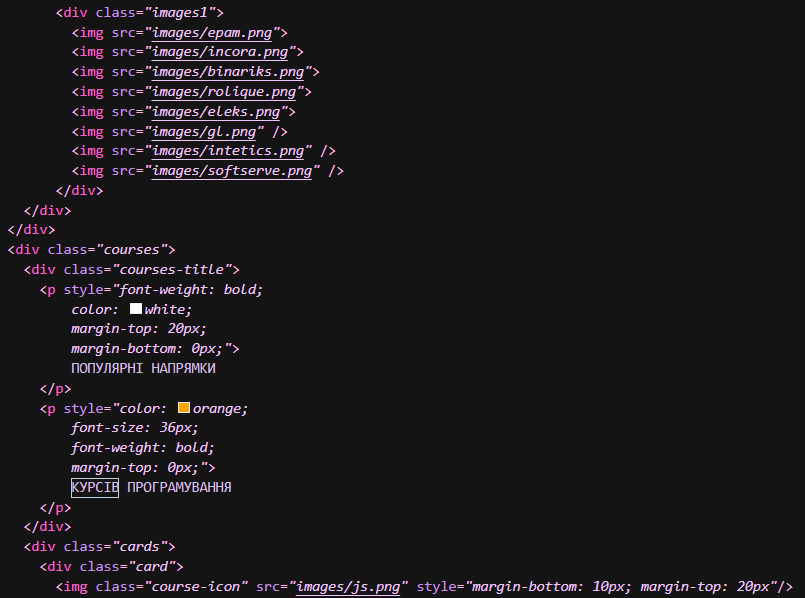 <div class="images1">
<img src="images/epam.png">
<img src="images/incora.png">
<img src="images/binariks.png">
<img src="images/rolique.png">
<img src="images/eleks.png">
<img src="images/gl.png" />
<img src="images/intetics.png" />
<img src="images/softserve.png" />
</div>
</div>
</div>
<div class="courses">
<div class="courses-title">
<p style="font-weight: bold;
color: white;
margin-top: 20px;
margin-bottom: 0px;">
ПОПУЛЯРНІ НАПРЯМКИ
</p>
<p style="color: orange;
font-size: 36px;
font-weight: bold;
margin-top: 0px;">
КУРСІВ ПРОГРАМУВАННЯ
</p>
</div>
<div class="cards">
<div class="card">
<img class="course-icon" src="images/js.png" style="margin-bottom: 10px; margin-top: 20px"/>